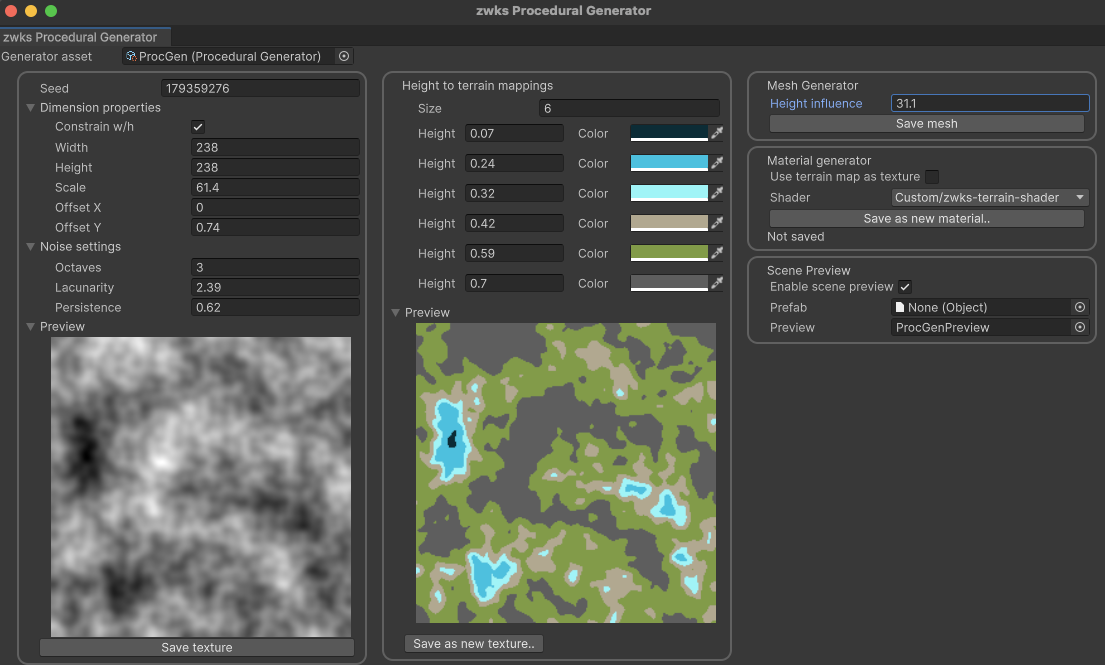 zwks Procedural Generator
zwks Procedural Generator
Generator asset ProcGen (Procedural Generator)
Seed 179359276
Dimension properties
Constrain w/h
Width 238
Height 238
Scale 61.4
Offset X 0
Offset Y 0.74
Noise settings
Octaves 3
Lacunarity 2.39
Persistence 0.62
Preview
Save texture
Height to terrain mappings
Size 6
Height 0.07 Color
Height 0.24 Color
Height 0.32 Color
Height 0.42 Color
Height 0.59 Color
Height 0.7 Color
Preview
Save as new texture..
Mesh Generator
Height influence 31.1
Save mesh
Material generator
Use terrain map as texture
Shader Custom/zwks-terrain-shader
Save as new material..
Not saved
Scene Preview
Enable scene preview
Prefab None (Object)
Preview ProcGenPreview